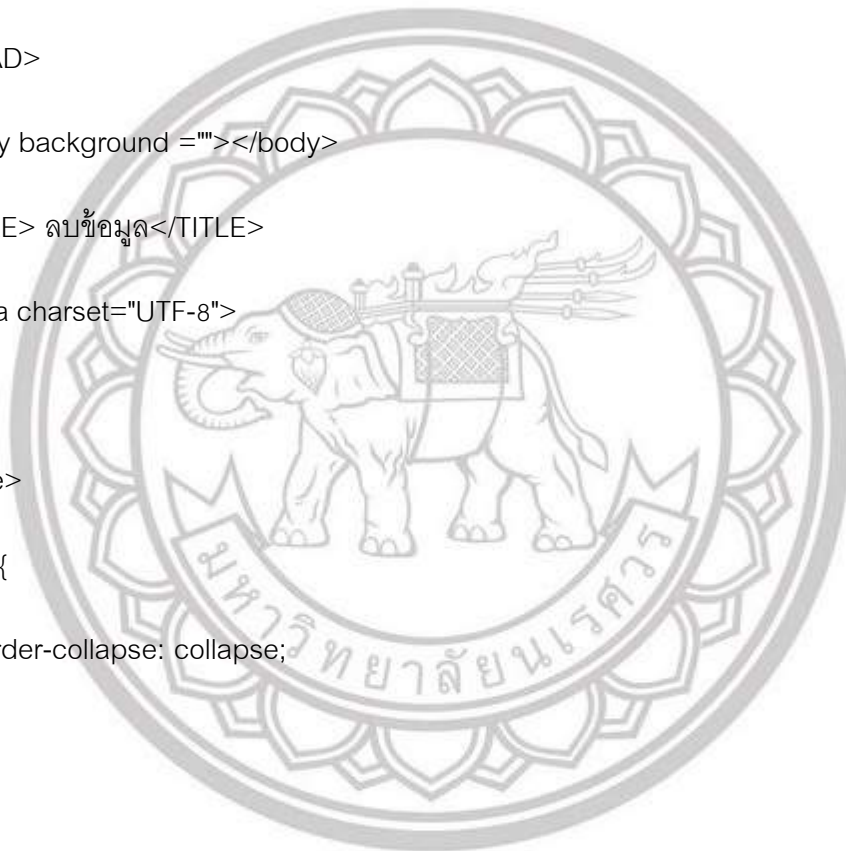 AD>
y background =""></body>
E> ลบข้อมูล</TITLE>
a charset="UTF-8">
e>
{
rder-collapse: collapse;
มหาวิทยาลัยนเรศวร